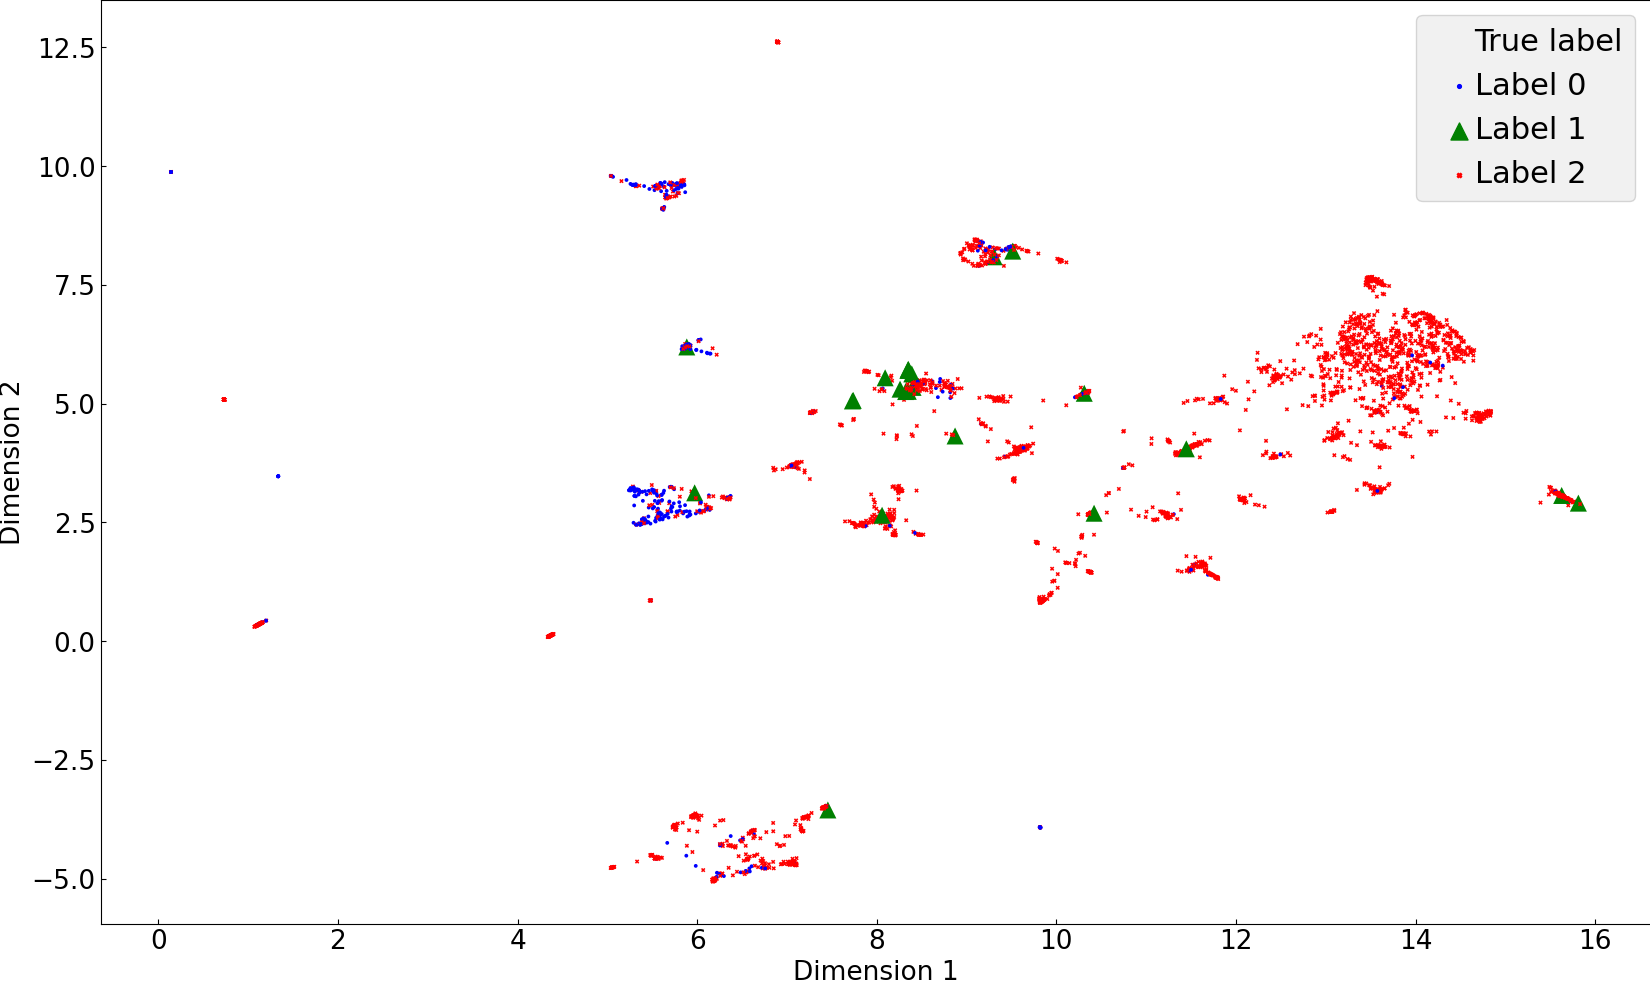 True label
Label 0
Label 1
Label 2
12.5
10.0
7.5
5.0
2.5
0.0
−2.5
−5.0
Dimension 2
0 2 4 6 8 10 12 14 16
Dimension 1